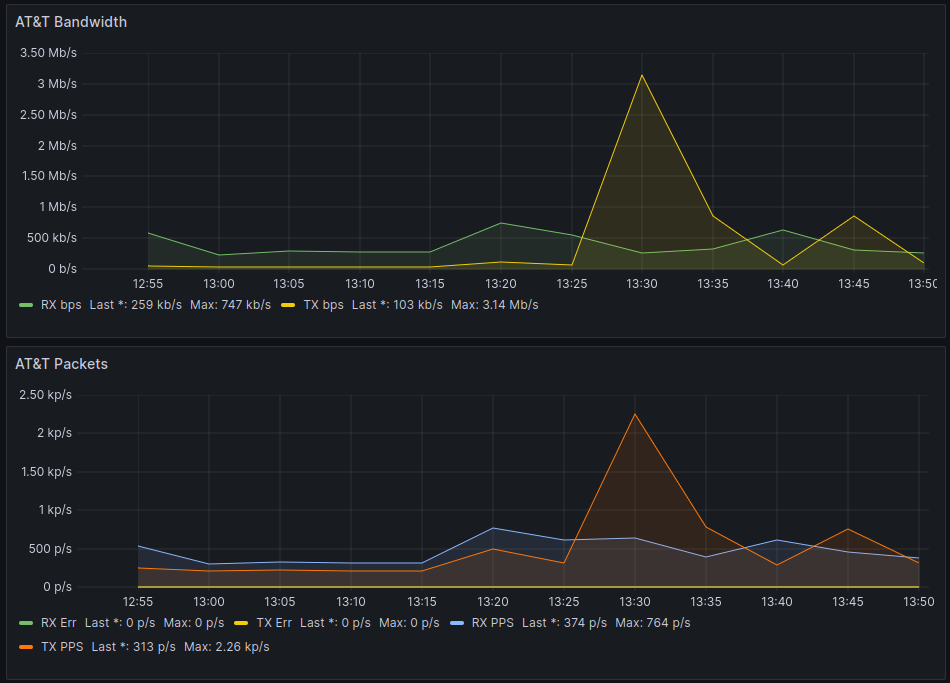 AT&T Bandwidth
3.50 Mb/s
3 Mb/s
2.50 Mb/s
2 Mb/s
1.50 Mb/s
1 Mb/s
500 kb/s
0 b/s
12:55 13:00 13:05 13:10 13:15 13:20 13:25 13:30 13:35 13:40 13:45 13:50
RX bps Last *: 259 kb/s Max: 747 kb/s TX bps Last *: 103 kb/s Max: 3.14 Mb/s
AT&T Packets
2.50 kp/s
2 kp/s
1.50 kp/s
1 kp/s
500 p/s
0 p/s
12:55 13:00 13:05 13:10 13:15 13:20 13:25 13:30 13:35 13:40 13:45 13:50
RX Err Last *: 0 p/s Max: 0 p/s TX Err Last *: 0 p/s Max: 0 p/s RX PPS Last *: 374 p/s Max: 764 p/s
TX PPS Last *: 313 p/s Max: 2.26 kp/s